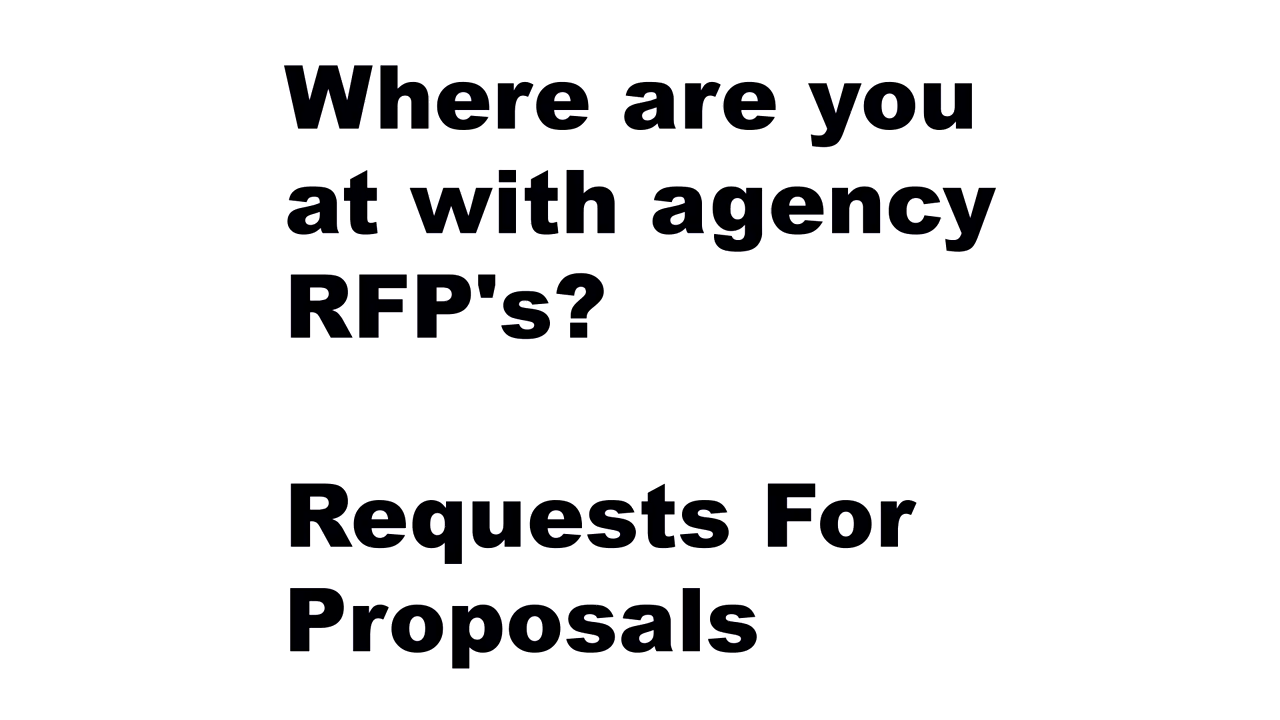 Where are you
at with agency
RFP's?
Requests For
Proposals